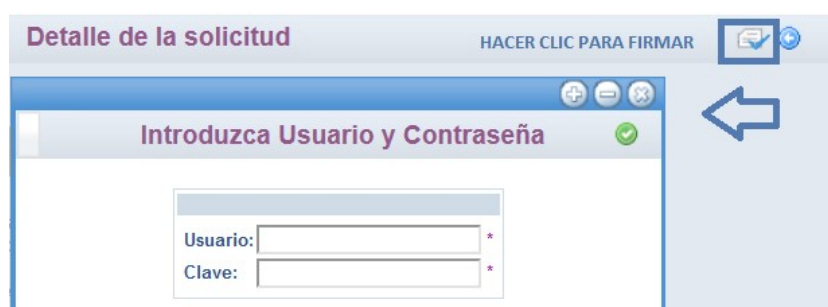 Detalle de la solicitud
HACER CLIC PARA FIRMAR
Introduzca Usuario y Contraseña
Usuario: *
Clave: *